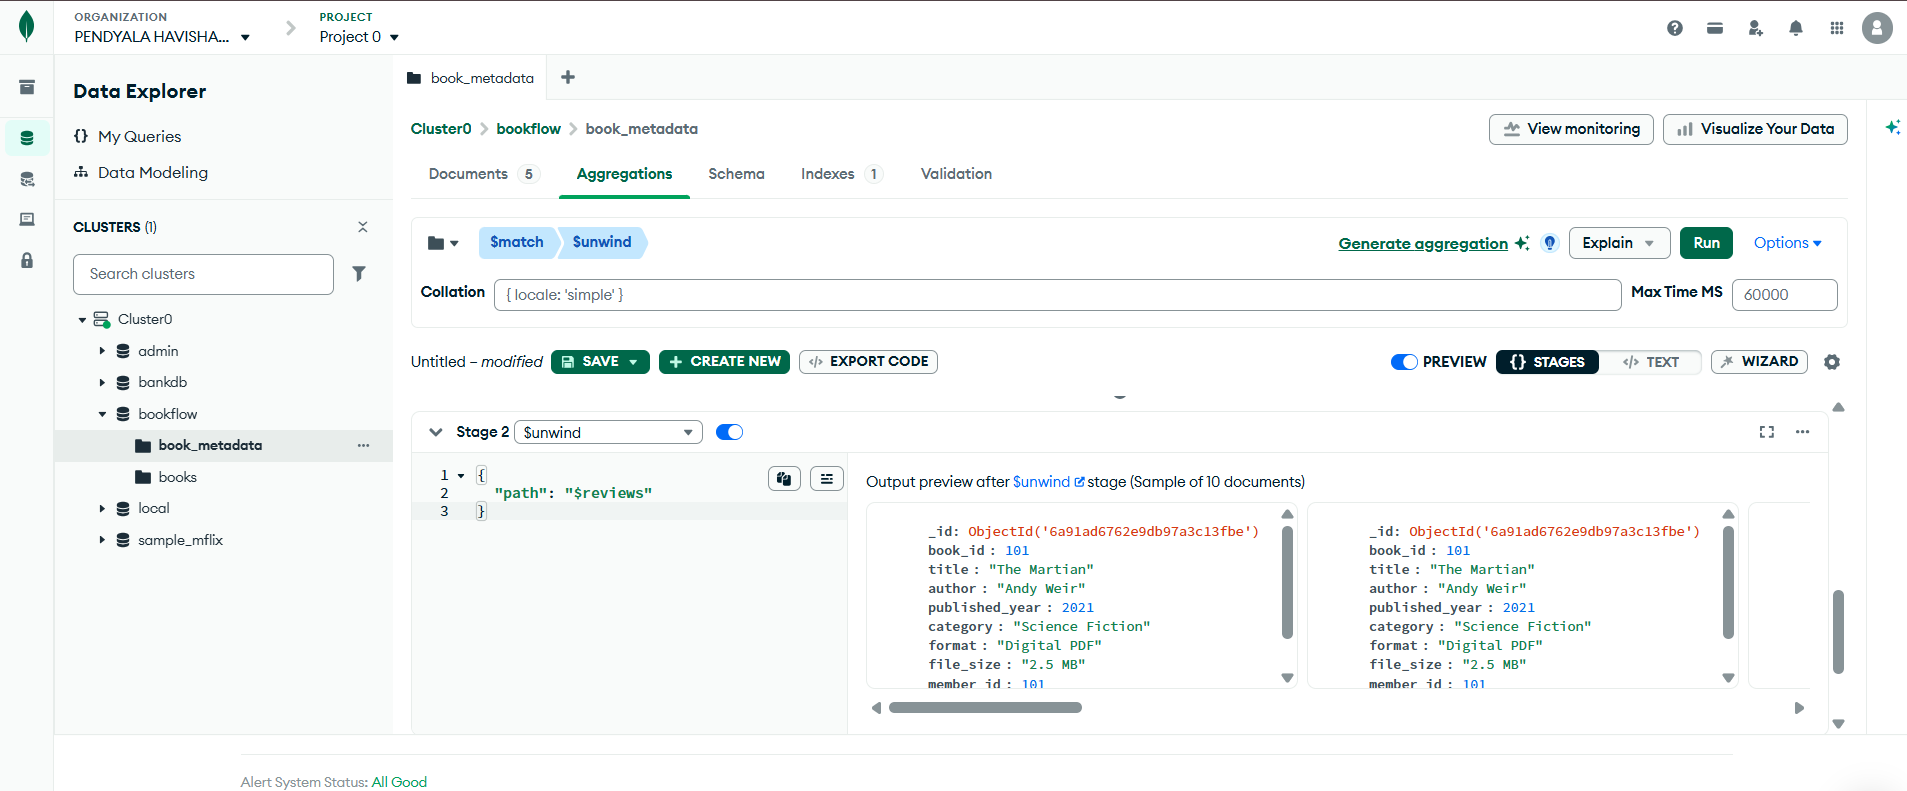 ORGANIZATION
PENDYALA HAVISHA...
PROJECT
Project 0
Data Explorer
My Queries
Data Modeling
CLUSTERS (1)
Search clusters
Cluster0
admin
bankdb
bookflow
book_metadata
books
local
sample_mflix
book_metadata
Cluster0 > bookflow > book_metadata
View monitoring
Visualize Your Data
Documents 5
Aggregations
Schema
Indexes 1
Validation
$match
$unwind
Generate aggregation
Explain
Run
Options
Collation
{ locale: 'simple' }
Max Time MS
60000
Untitled – modified
SAVE
CREATE NEW
</> EXPORT CODE
PREVIEW
{} STAGES
</> TEXT
WIZARD
Stage 2
$unwind
1 {
2 "path": "$reviews"
3 }
Output preview after $unwind stage (Sample of 10 documents)
_id: ObjectId('6a91ad6762e9db97a3c13fbe')
book_id : 101
title : "The Martian"
author : "Andy Weir"
published_year : 2021
category : "Science Fiction"
format : "Digital PDF"
file_size : "2.5 MB"
member_id : 101
_id: ObjectId('6a91ad6762e9db97a3c13fbe')
book_id : 101
title : "The Martian"
author : "Andy Weir"
published_year : 2021
category : "Science Fiction"
format : "Digital PDF"
file_size : "2.5 MB"
member_id : 101
Alert System Status: All Good